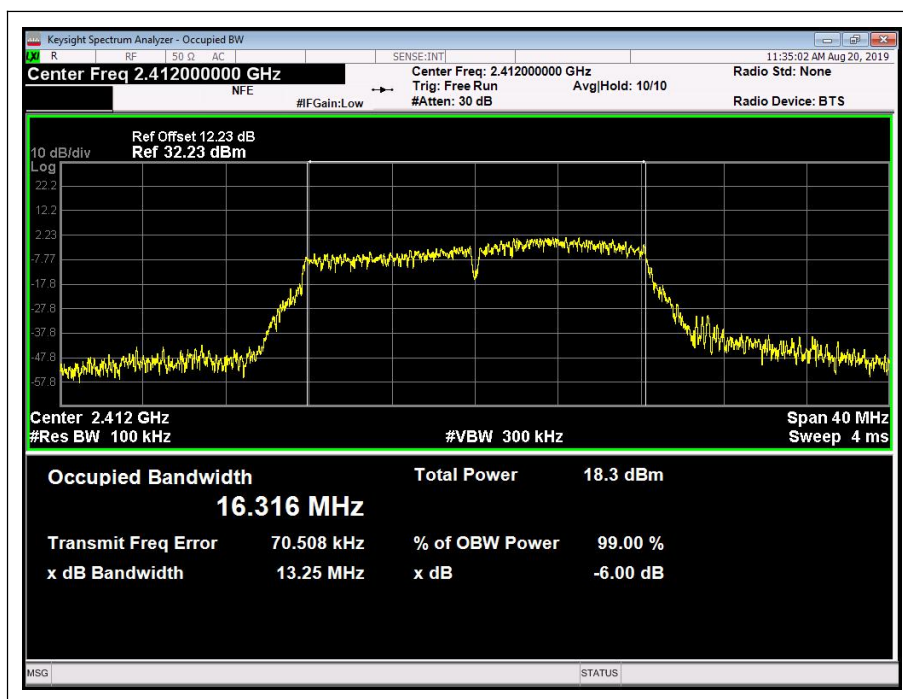 Keysight Spectrum Analyzer - Occupied BW
LXI R RF 50 Ω AC SENSE:INT 11:35:02 AM Aug 20, 2019
Center Freq 2.412000000 GHz Center Freq: 2.412000000 GHz Radio Std: None
NFE Trig: Free Run Avg|Hold: 10/10
#IFGain:Low #Atten: 30 dB Radio Device: BTS
Ref Offset 12.23 dB
10 dB/div Ref 32.23 dBm
Log
22.2
12.2
2.23
-7.77
-17.8
-27.8
-37.8
-47.8
-57.8
Center 2.412 GHz Span 40 MHz
#Res BW 100 kHz #VBW 300 kHz Sweep 4 ms
Occupied Bandwidth Total Power 18.3 dBm
16.316 MHz
Transmit Freq Error 70.508 kHz % of OBW Power 99.00 %
x dB Bandwidth 13.25 MHz x dB -6.00 dB
MSG STATUS